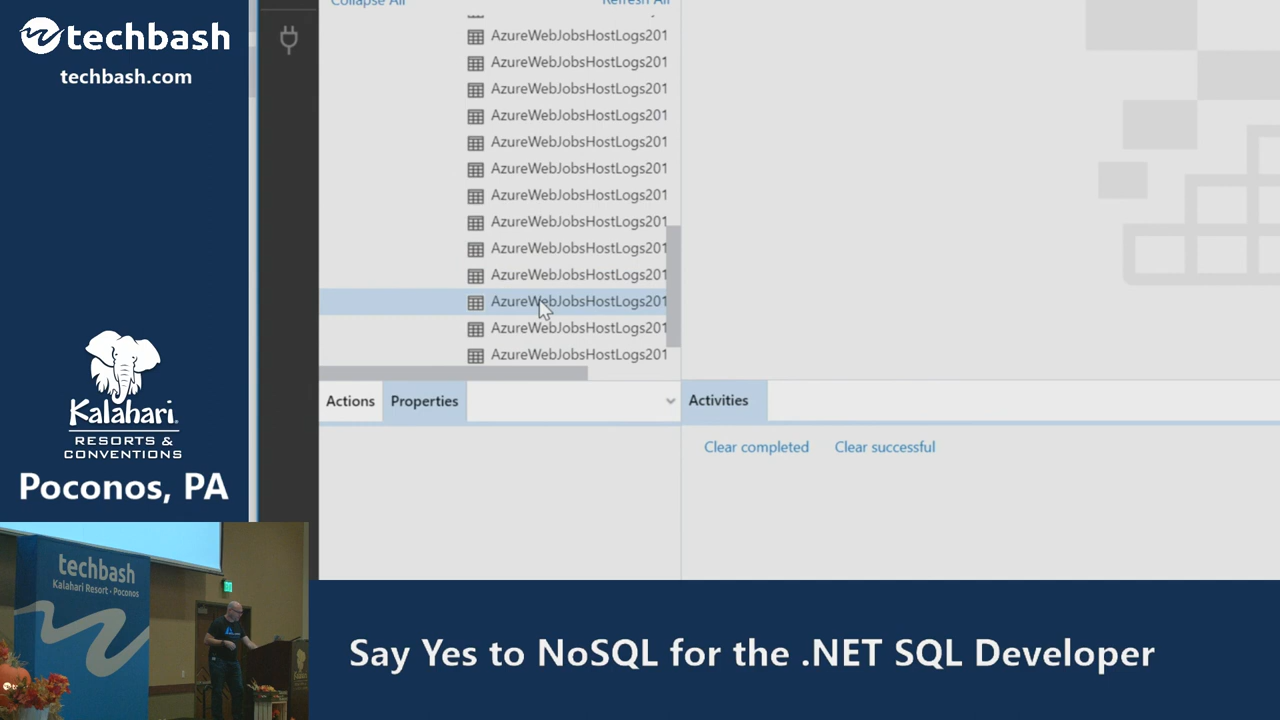 techbash
techbash.com
Kalahari
RESORTS &
CONVENTIONS
Poconos, PA
Collapse All
Refresh All
AzureWebJobsHostLogs201
AzureWebJobsHostLogs201
AzureWebJobsHostLogs201
AzureWebJobsHostLogs201
AzureWebJobsHostLogs201
AzureWebJobsHostLogs201
AzureWebJobsHostLogs201
AzureWebJobsHostLogs201
AzureWebJobsHostLogs201
AzureWebJobsHostLogs201
AzureWebJobsHostLogs201
AzureWebJobsHostLogs201
AzureWebJobsHostLogs201
Actions
Properties
Activities
Clear completed
Clear successful
techbash
Kalahari Resort - Poconos
Say Yes to NoSQL for the .NET SQL Developer